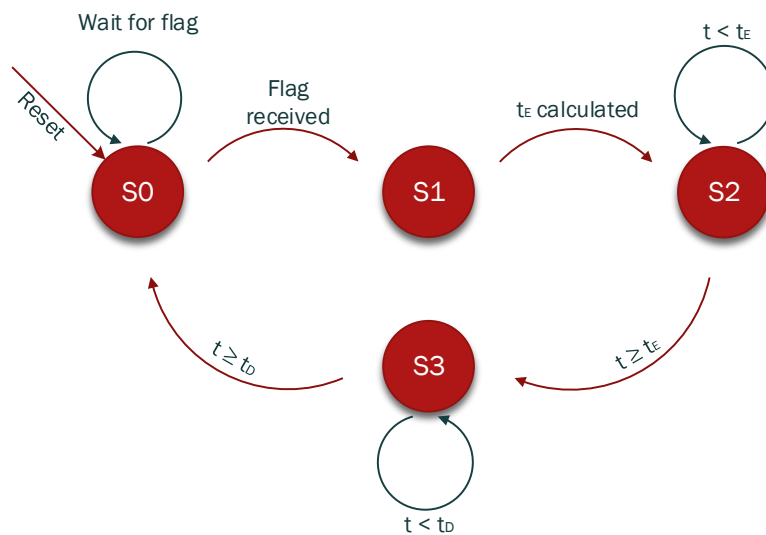 Wait for flag
t < tE
Reset
Flag
received
tE calculated
S0
S1
S2
S3
t ≥ tD
t ≥ tE
t < tD